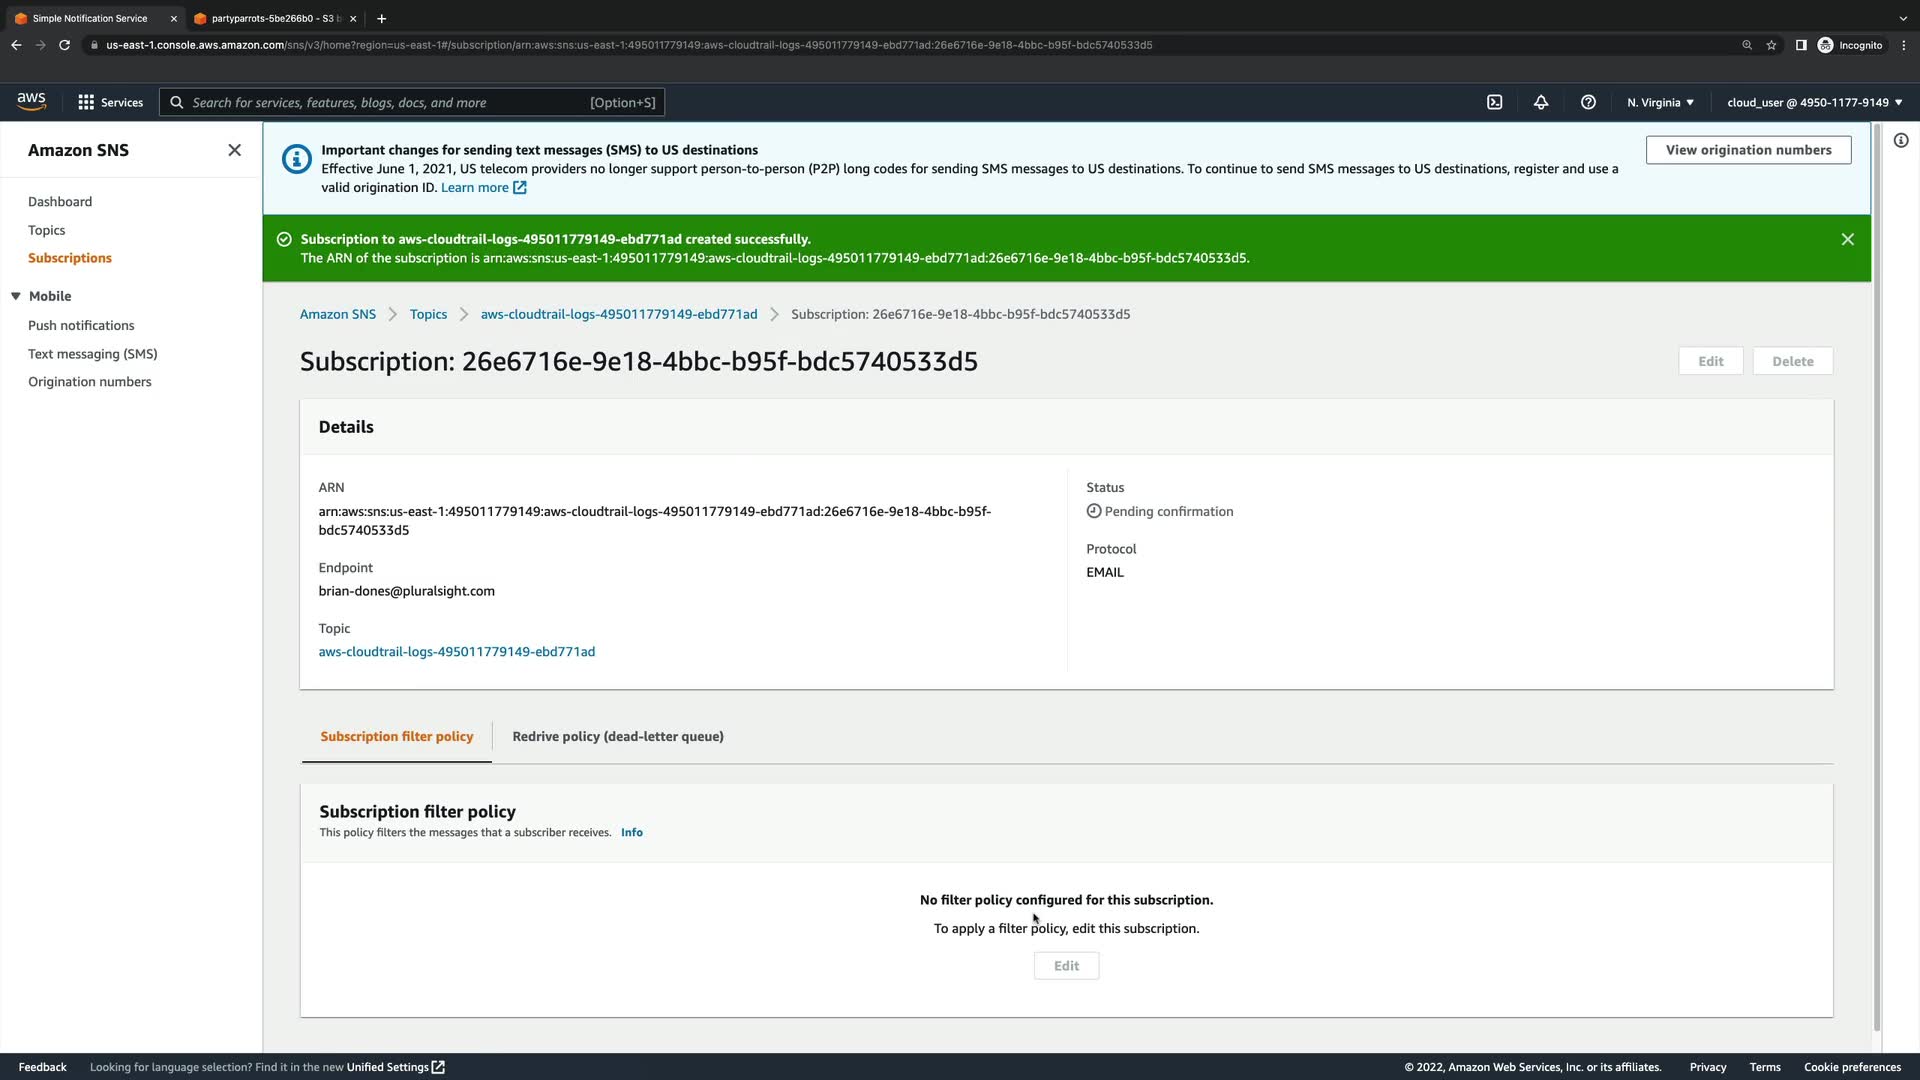 Simple Notification Service
partyparrots-5be266b0 - S3 b
us-east-1.console.aws.amazon.com/sns/v3/home?region=us-east-1#/subscription/arn:aws:sns:us-east-1:495011779149:aws-cloudtrail-logs-495011779149-ebd771ad:26e6716e-9e18-4bbc-b95f-bdc5740533d5
Incognito
aws
Services
Search for services, features, blogs, docs, and more
[Option+S]
N. Virginia
cloud_user @ 4950-1177-9149
Amazon SNS
Dashboard
Topics
Subscriptions
Mobile
Push notifications
Text messaging (SMS)
Origination numbers
Important changes for sending text messages (SMS) to US destinations
Effective June 1, 2021, US telecom providers no longer support person-to-person (P2P) long codes for sending SMS messages to US destinations. To continue to send SMS messages to US destinations, register and use a
valid origination ID. Learn more
View origination numbers
Subscription to aws-cloudtrail-logs-495011779149-ebd771ad created successfully.
The ARN of the subscription is arn:aws:sns:us-east-1:495011779149:aws-cloudtrail-logs-495011779149-ebd771ad:26e6716e-9e18-4bbc-b95f-bdc5740533d5.
Amazon SNS
Topics
aws-cloudtrail-logs-495011779149-ebd771ad
Subscription: 26e6716e-9e18-4bbc-b95f-bdc5740533d5
Subscription: 26e6716e-9e18-4bbc-b95f-bdc5740533d5
Edit
Delete
Details
ARN
arn:aws:sns:us-east-1:495011779149:aws-cloudtrail-logs-495011779149-ebd771ad:26e6716e-9e18-4bbc-b95f-
bdc5740533d5
Endpoint
brian-dones@pluralsight.com
Topic
aws-cloudtrail-logs-495011779149-ebd771ad
Status
Pending confirmation
Protocol
EMAIL
Subscription filter policy
Redrive policy (dead-letter queue)
Subscription filter policy
This policy filters the messages that a subscriber receives. Info
No filter policy configured for this subscription.
To apply a filter policy, edit this subscription.
Edit
Feedback
Looking for language selection? Find it in the new Unified Settings
© 2022, Amazon Web Services, Inc. or its affiliates.
Privacy
Terms
Cookie preferences